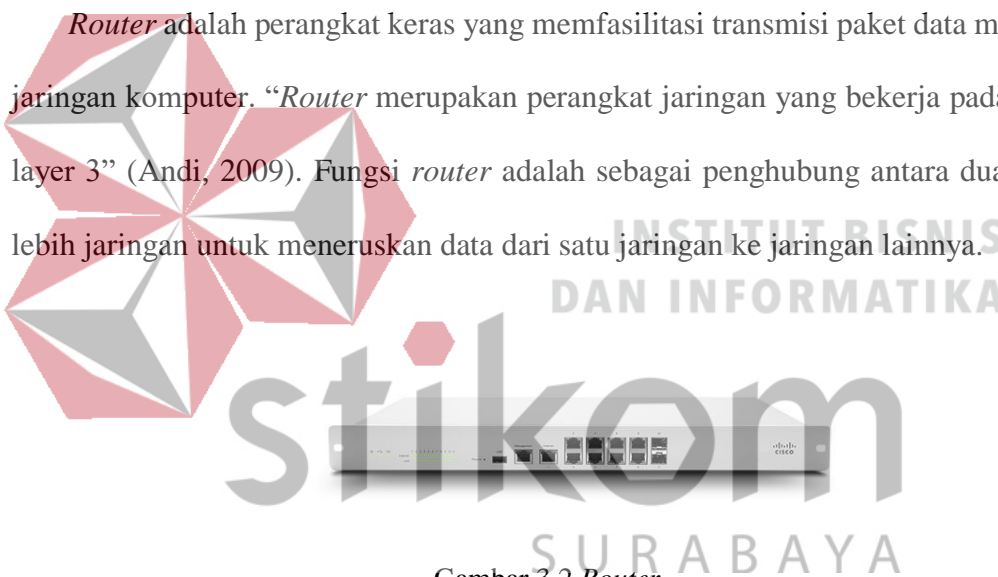 Router adalah perangkat keras yang memfasilitasi transmisi paket data m
jaringan komputer. “Router merupakan perangkat jaringan yang bekerja pada
layer 3” (Andi, 2009). Fungsi router adalah sebagai penghubung antara dua
lebih jaringan untuk meneruskan data dari satu jaringan ke jaringan lainnya.
INSTITUT BISNIS
DAN INFORMATIKA
stikom
CISCO
SURABAYA
Gambar 3.2 Router